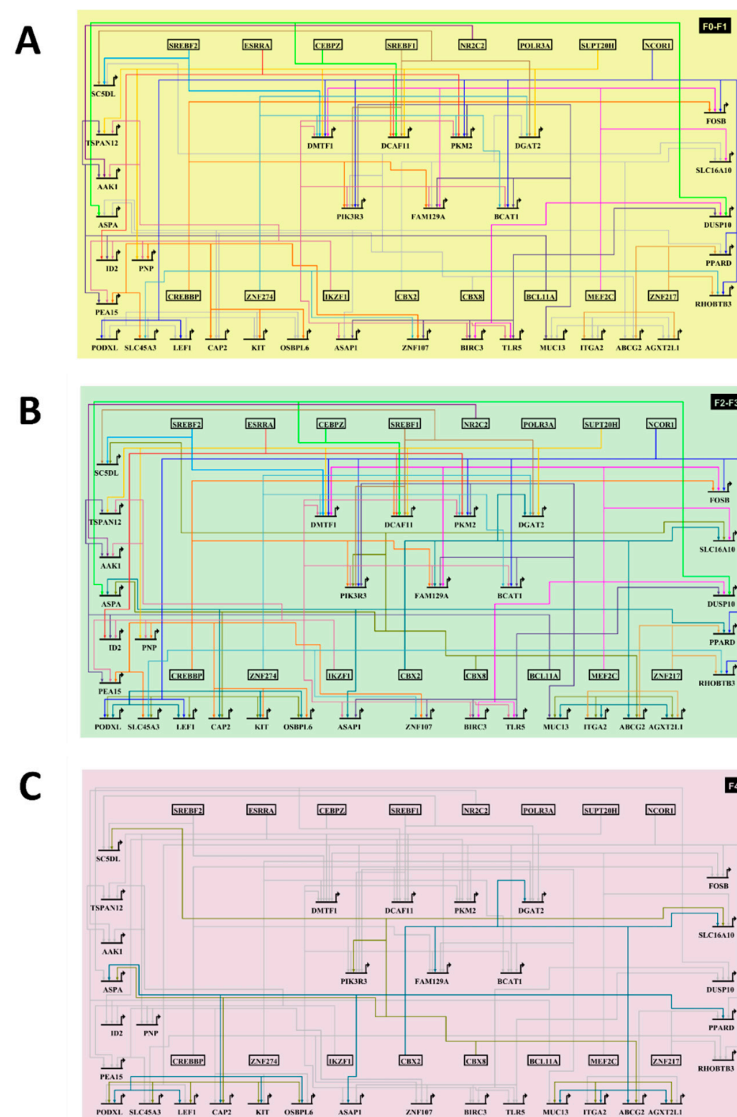 A
F0-F1
SREBF2 ESRRA CEBPZ SREBF1 NR2C2 POLR3A SUPT20H NCOR1
SC5DL
FOSB
TSPAN12 DMTF1 DCAF11 PKM2 DGAT2
SLC16A10
AAK1
ASPA PIK3R3 FAM129A BCAT1 DUSP10
ID2 PNP PPARD
CREBBP ZNF274 IKZF1 CBX2 CBX8 BCL11A MEF2C ZNF217
PEA15 RHOBTB3
PODXL SLC45A3 LEF1 CAP2 KIT OSBPL6 ASAP1 ZNF107 BIRC3 TLR5 MUC13 ITGA2 ABCG2 AGXT2L1
B
F2-F3
SREBF2 ESRRA CEBPZ SREBF1 NR2C2 POLR3A SUPT20H NCOR1
SC5DL
FOSB
TSPAN12 DMTF1 DCAF11 PKM2 DGAT2
SLC16A10
AAK1
ASPA PIK3R3 FAM129A BCAT1 DUSP10
ID2 PNP PPARD
CREBBP ZNF274 IKZF1 CBX2 CBX8 BCL11A MEF2C ZNF217
PEA15 RHOBTB3
PODXL SLC45A3 LEF1 CAP2 KIT OSBPL6 ASAP1 ZNF107 BIRC3 TLR5 MUC13 ITGA2 ABCG2 AGXT2L1
C
F4
SREBF2 ESRRA CEBPZ SREBF1 NR2C2 POLR3A SUPT20H NCOR1
SC5DL
FOSB
TSPAN12 DMTF1 DCAF11 PKM2 DGAT2
SLC16A10
AAK1
ASPA PIK3R3 FAM129A BCAT1 DUSP10
ID2 PNP PPARD
CREBBP ZNF274 IKZF1 CBX2 CBX8 BCL11A MEF2C ZNF217
PEA15 RHOBTB3
PODXL SLC45A3 LEF1 CAP2 KIT OSBPL6 ASAP1 ZNF107 BIRC3 TLR5 MUC13 ITGA2 ABCG2 AGXT2L1